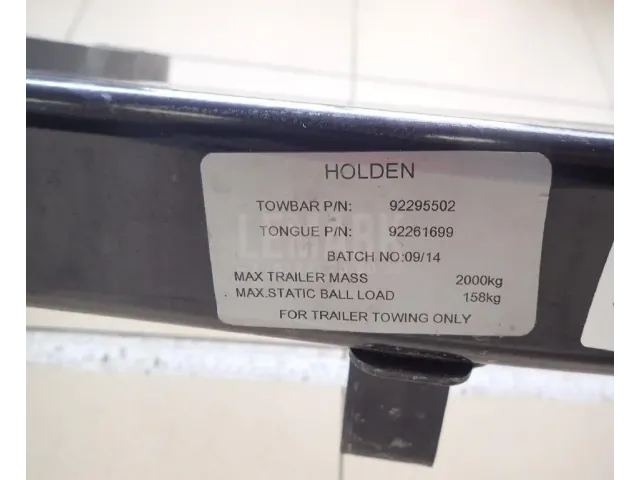 HOLDEN
TOWBAR P/N: 92295502
TONGUE P/N: 92261699
BATCH NO:09/14
MAX TRAILER MASS 2000kg
MAX.STATIC BALL LOAD 158kg
FOR TRAILER TOWING ONLY